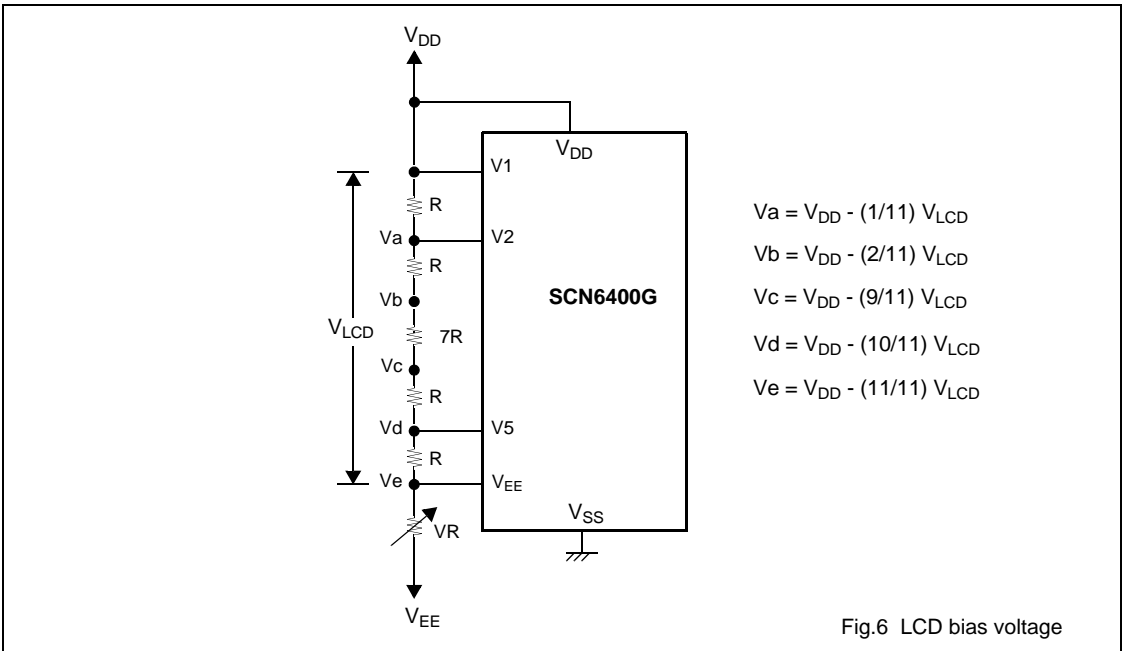 VDD
VDD
V1
R
Va
V2
R
Vb
SCN6400G
VLCD
7R
Vc
R
Vd
V5
R
Ve
VEE
VSS
VR
VEE
Va = VDD - (1/11) VLCD
Vb = VDD - (2/11) VLCD
Vc = VDD - (9/11) VLCD
Vd = VDD - (10/11) VLCD
Ve = VDD - (11/11) VLCD
Fig.6 LCD bias voltage